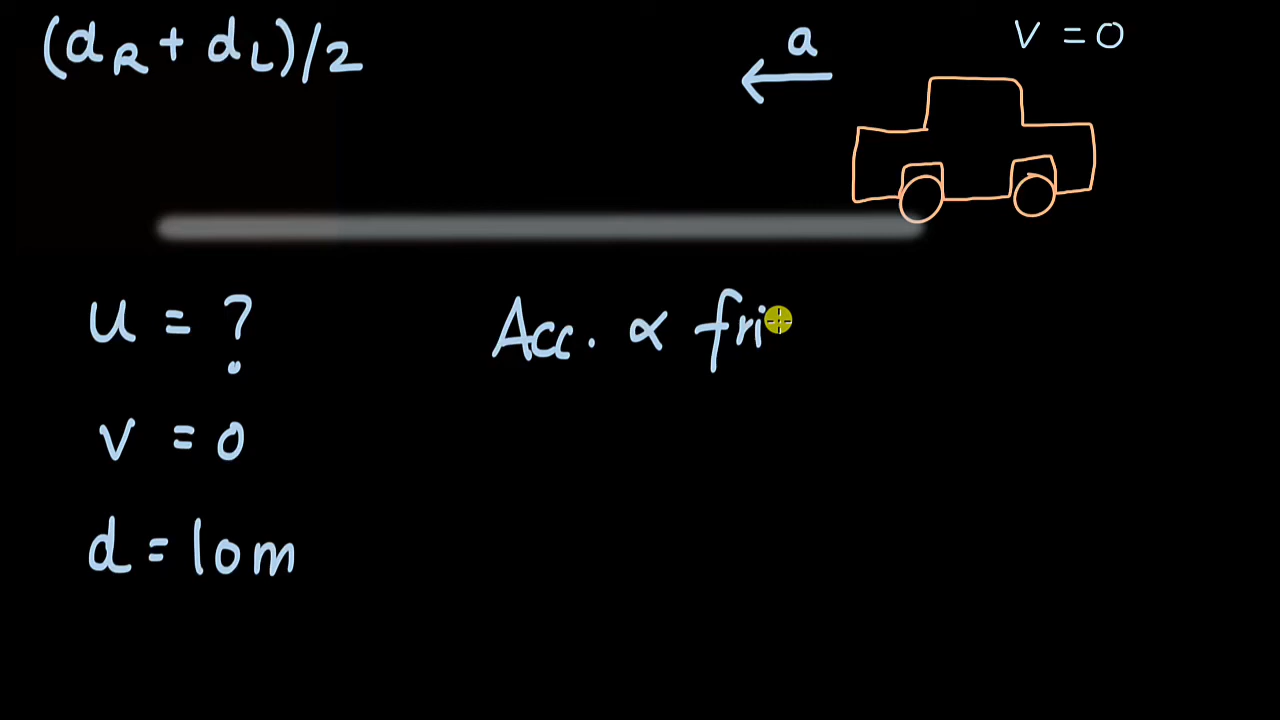 (dR + dL)/2
a
v = 0
u = ?
Acc. ∝ fri
v = 0
d = 10m